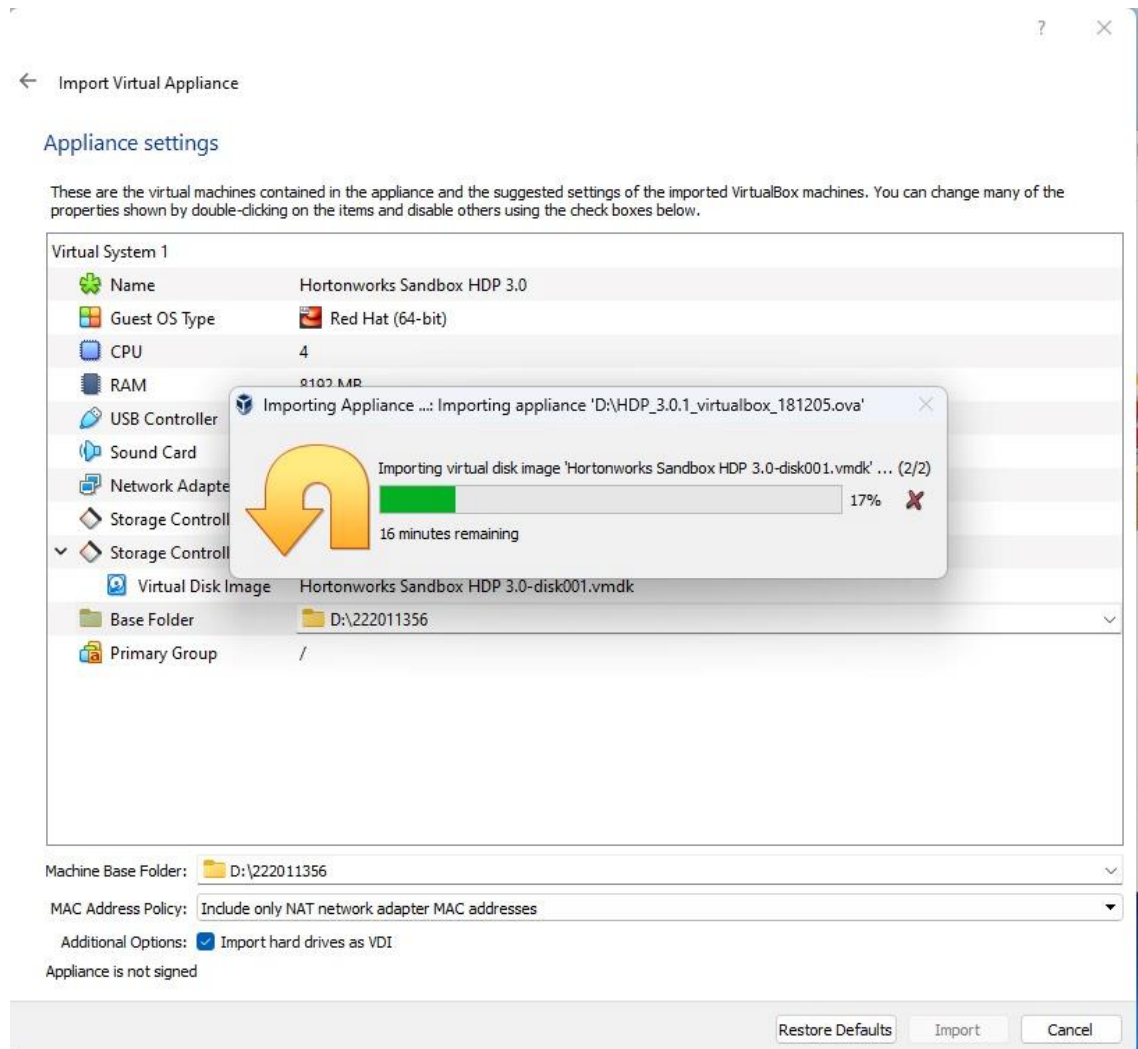 ?
Import Virtual Appliance
Appliance settings
These are the virtual machines contained in the appliance and the suggested settings of the imported VirtualBox machines. You can change many of the
properties shown by double-clicking on the items and disable others using the check boxes below.
Virtual System 1
Name Hortonworks Sandbox HDP 3.0
Guest OS Type Red Hat (64-bit)
CPU 4
RAM 8192 MB
USB Controller
Importing Appliance ...: Importing appliance 'D:\HDP_3.0.1_virtualbox_181205.ova'
Sound Card
Importing virtual disk image 'Hortonworks Sandbox HDP 3.0-disk001.vmdk' ... (2/2)
Network Adapte
17%
Storage Controll
16 minutes remaining
Storage Controll
Virtual Disk Image Hortonworks Sandbox HDP 3.0-disk001.vmdk
Base Folder D:\222011356
Primary Group /
Machine Base Folder: D:\222011356
MAC Address Policy: Include only NAT network adapter MAC addresses
Additional Options: Import hard drives as VDI
Appliance is not signed
Restore Defaults Import Cancel